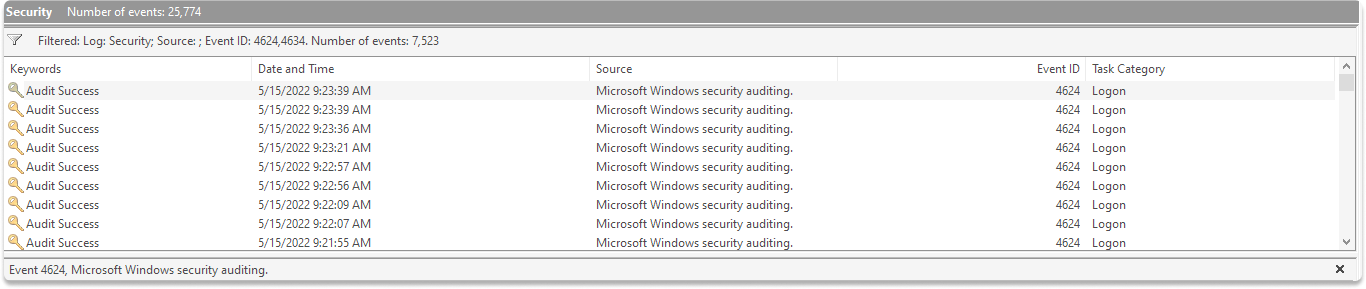 Security Number of events: 25,774
Filtered: Log: Security; Source: ; Event ID: 4624,4634. Number of events: 7,523
Keywords Date and Time Source Event ID Task Category
Audit Success 5/15/2022 9:23:39 AM Microsoft Windows security auditing. 4624 Logon
Audit Success 5/15/2022 9:23:39 AM Microsoft Windows security auditing. 4624 Logon
Audit Success 5/15/2022 9:23:36 AM Microsoft Windows security auditing. 4624 Logon
Audit Success 5/15/2022 9:23:21 AM Microsoft Windows security auditing. 4624 Logon
Audit Success 5/15/2022 9:22:57 AM Microsoft Windows security auditing. 4624 Logon
Audit Success 5/15/2022 9:22:56 AM Microsoft Windows security auditing. 4624 Logon
Audit Success 5/15/2022 9:22:09 AM Microsoft Windows security auditing. 4624 Logon
Audit Success 5/15/2022 9:22:07 AM Microsoft Windows security auditing. 4624 Logon
Audit Success 5/15/2022 9:21:55 AM Microsoft Windows security auditing. 4624 Logon
Event 4624, Microsoft Windows security auditing.